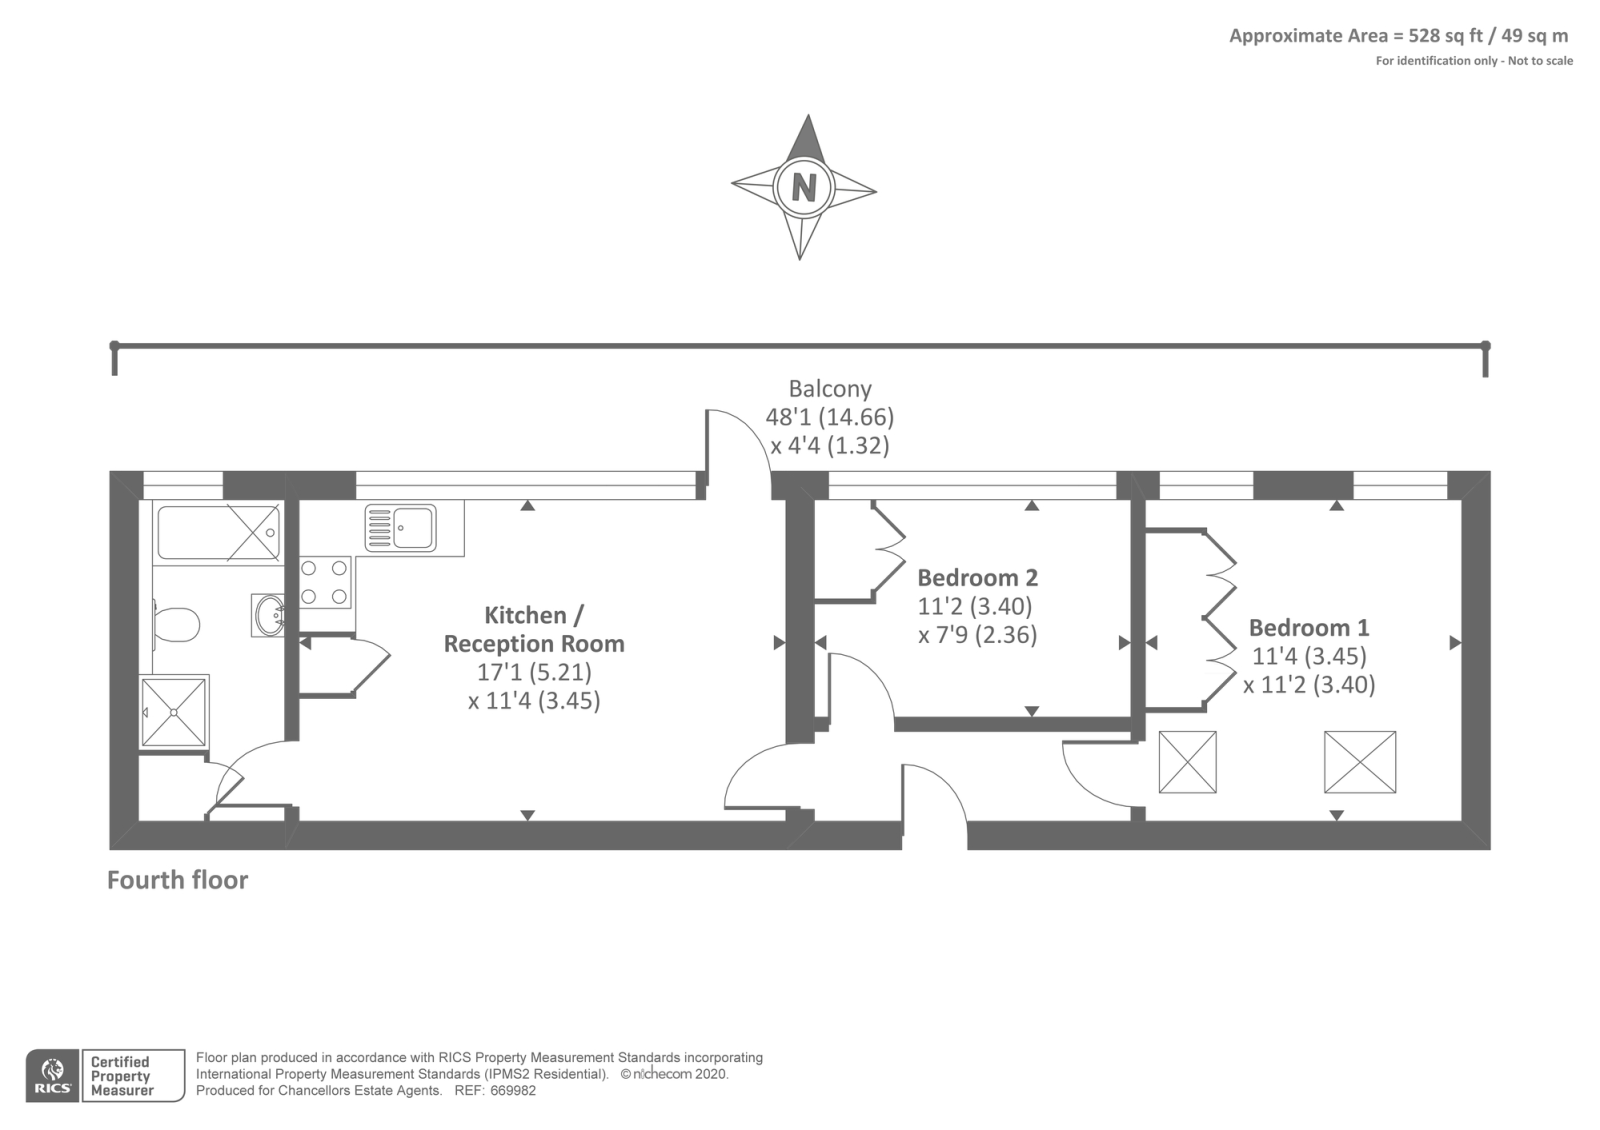 Approximate Area = 528 sq ft / 49 sq m
For identification only - Not to scale
N
Balcony
48'1 (14.66)
x 4'4 (1.32)
Kitchen /
Reception Room
17'1 (5.21)
x 11'4 (3.45)
Bedroom 2
11'2 (3.40)
x 7'9 (2.36)
Bedroom 1
11'4 (3.45)
x 11'2 (3.40)
Fourth floor
RICS
Certified
Property
Measurer
Floor plan produced in accordance with RICS Property Measurement Standards incorporating
International Property Measurement Standards (IPMS2 Residential). © nichecom 2020.
Produced for Chancellors Estate Agents. REF: 669982